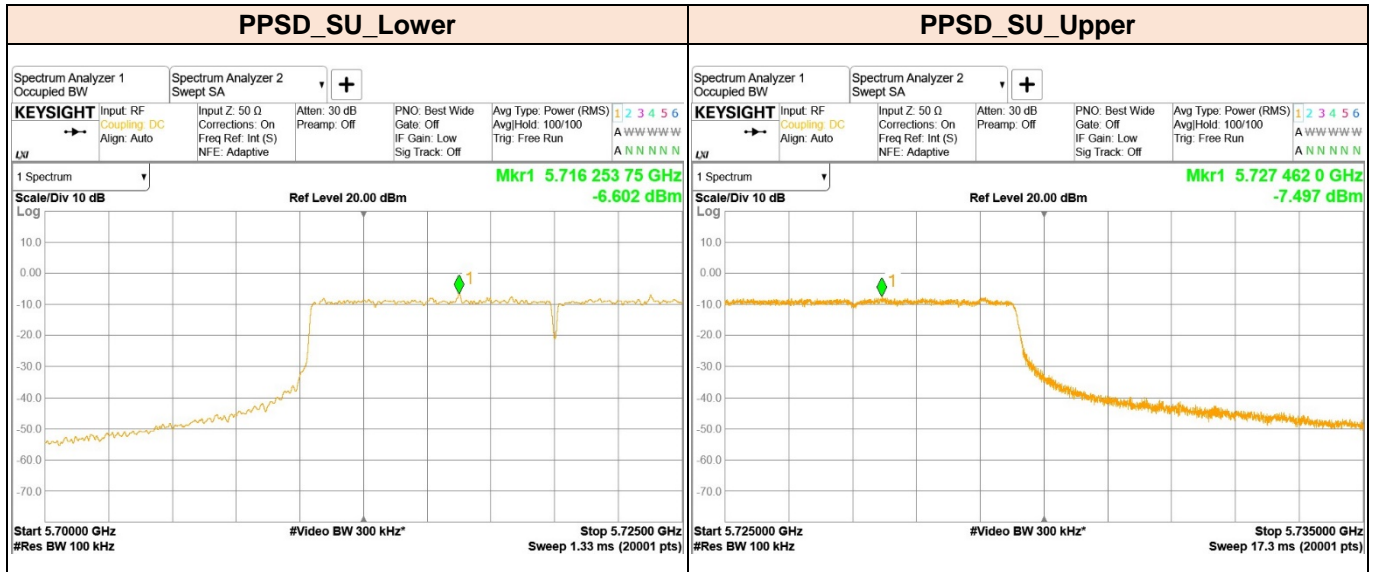 PPSD_SU_Lower
Spectrum Analyzer 1
Occupied BW
Spectrum Analyzer 2
Swept SA
▼
+
KEYSIGHT
LXI
Input: RF
Coupling: DC
Align: Auto
Input Z: 50 Ω
Corrections: On
Freq Ref: Int (S)
NFE: Adaptive
Atten: 30 dB
Preamp: Off
PNO: Best Wide
Gate: Off
IF Gain: Low
Sig Track: Off
Avg Type: Power (RMS)
Avg|Hold: 100/100
Trig: Free Run
1 2 3 4 5 6
A W W W W W
A N N N N N
1 Spectrum ▼
Scale/Div 10 dB
Ref Level 20.00 dBm
Mkr1 5.716 253 75 GHz
-6.602 dBm
Log
10.0
0.00
-10.0
-20.0
-30.0
-40.0
-50.0
-60.0
-70.0
1
Start 5.70000 GHz
#Res BW 100 kHz
#Video BW 300 kHz*
Stop 5.72500 GHz
Sweep 1.33 ms (20001 pts)
PPSD_SU_Upper
Spectrum Analyzer 1
Occupied BW
Spectrum Analyzer 2
Swept SA
▼
+
KEYSIGHT
LXI
Input: RF
Coupling: DC
Align: Auto
Input Z: 50 Ω
Corrections: On
Freq Ref: Int (S)
NFE: Adaptive
Atten: 30 dB
Preamp: Off
PNO: Best Wide
Gate: Off
IF Gain: Low
Sig Track: Off
Avg Type: Power (RMS)
Avg|Hold: 100/100
Trig: Free Run
1 2 3 4 5 6
A W W W W W
A N N N N N
1 Spectrum ▼
Scale/Div 10 dB
Ref Level 20.00 dBm
Mkr1 5.727 462 0 GHz
-7.497 dBm
Log
10.0
0.00
-10.0
-20.0
-30.0
-40.0
-50.0
-60.0
-70.0
1
Start 5.725000 GHz
#Res BW 100 kHz
#Video BW 300 kHz*
Stop 5.735000 GHz
Sweep 17.3 ms (20001 pts)